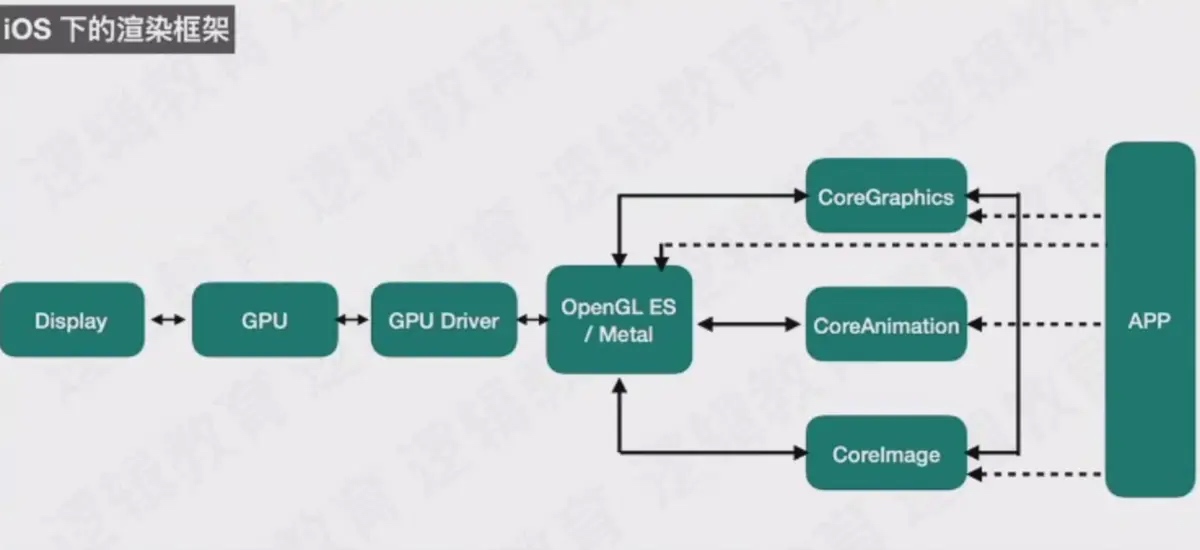 iOS 下的渲染框架
CoreGraphics
Display
GPU
GPU Driver
OpenGL ES
/ Metal
CoreAnimation
APP
CoreImage
逻辑教育